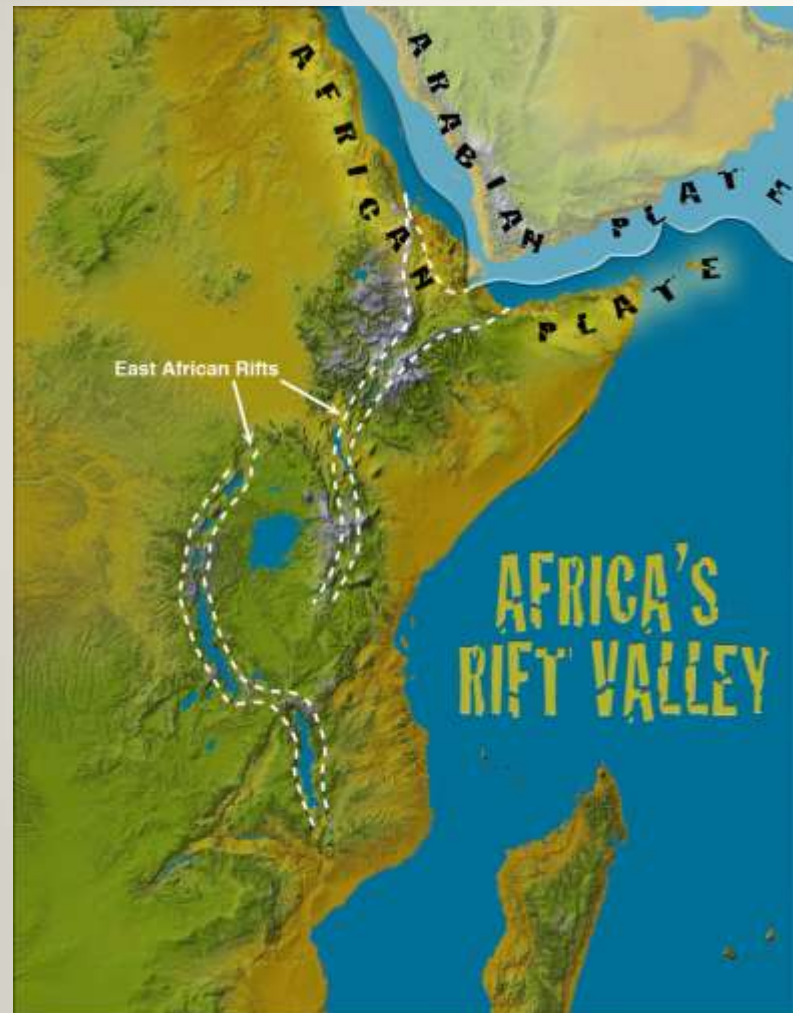 AFRICAN PLATE
ARABIAN PLATE
East African Rifts
AFRICA'S
RIFT VALLEY